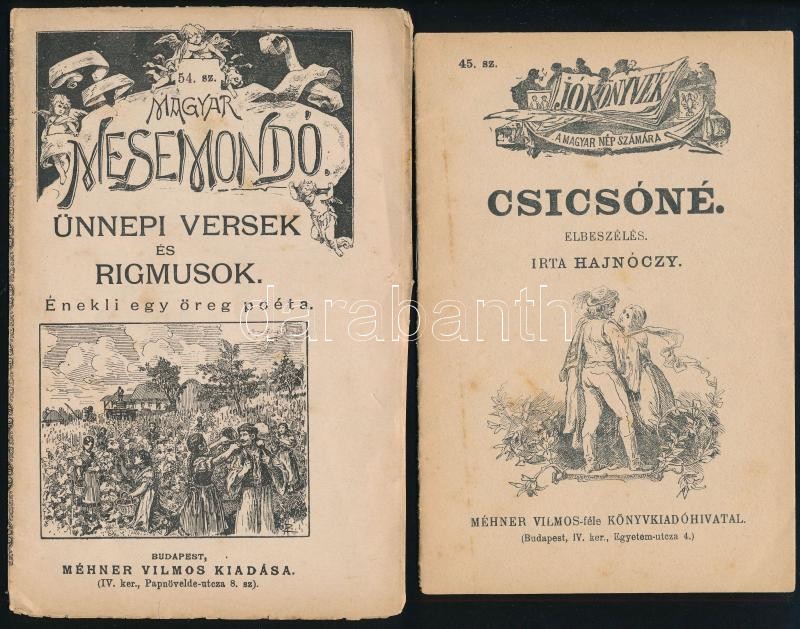 54. sz.
MAGYAR
MESEMONDÓ.
ÜNNEPI VERSEK
ÉS
RIGMUSOK.
Énekli egy öreg poéta.
BUDAPEST,
MÉHNER VILMOS KIADÁSA.
(IV. ker., Papnövelde-utcza 8. sz).
45. sz.
JÓ KÖNYVEK
A MAGYAR NÉP SZÁMÁRA
CSICSÓNÉ.
ELBESZÉLÉS.
IRTA HAJNÓCZY.
MÉHNER VILMOS-féle KÖNYVKIADÓHIVATAL.
(Budapest, IV. ker., Egyetem-utcza 4.)
darabanth